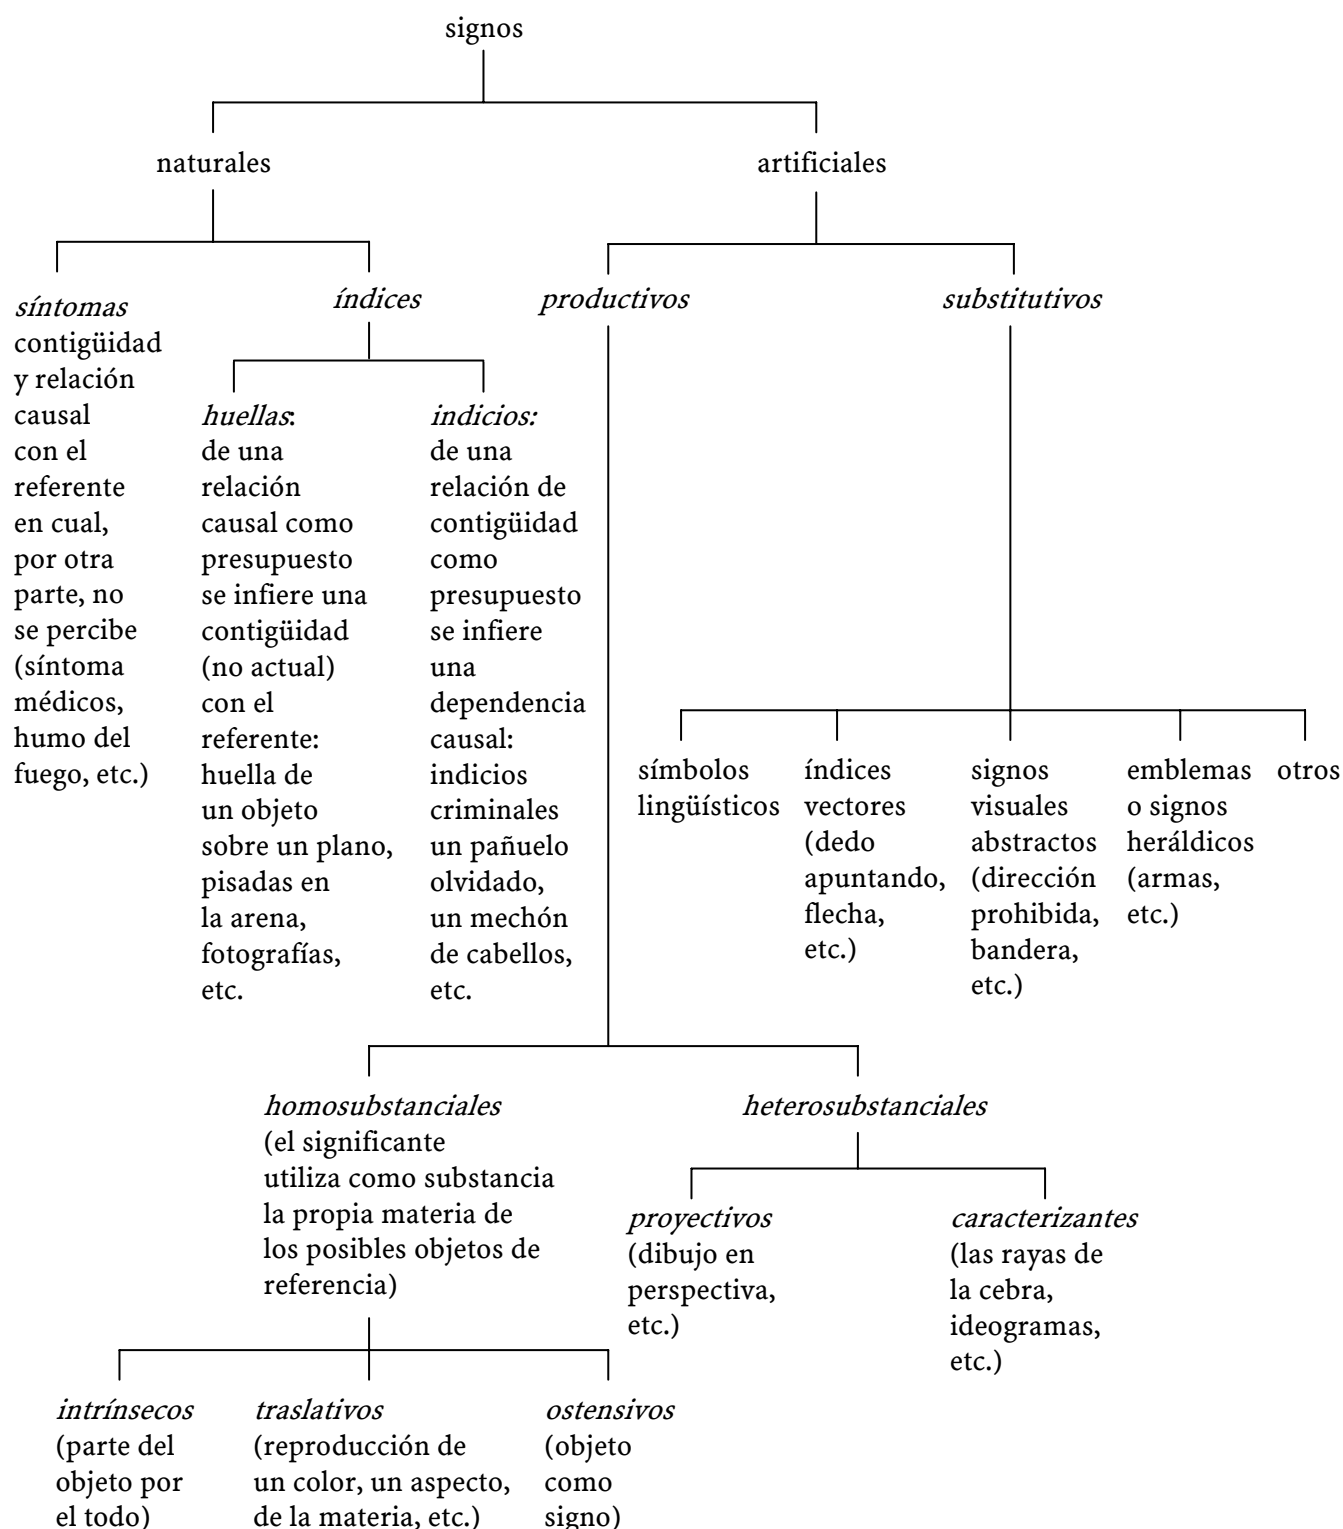 signos
naturales
artificiales
síntomas
contigüidad
y relación
causal
con el
referente
en cual,
por otra
parte, no
se percibe
(síntoma
médicos,
humo del
fuego, etc.)
índices
huellas:
de una
relación
causal como
presupuesto
se infiere una
contigüidad
(no actual)
con el
referente:
huella de
un objeto
sobre un plano,
pisadas en
la arena,
fotografías,
etc.
indicios:
de una
relación de
contigüidad
como
presupuesto
se infiere
una
dependencia
causal:
indicios
criminales
un pañuelo
olvidado,
un mechón
de cabellos,
etc.
productivos
substitutivos
símbolos
lingüísticos
índices
vectores
(dedo
apuntando,
flecha,
etc.)
signos
visuales
abstractos
(dirección
prohibida,
bandera,
etc.)
emblemas
o signos
heráldicos
(armas,
etc.)
otros
homosubstanciales
(el significante
utiliza como substancia
la propia materia de
los posibles objetos de
referencia)
heterosubstanciales
proyectivos
(dibujo en
perspectiva,
etc.)
caracterizantes
(las rayas de
la cebra,
ideogramas,
etc.)
intrínsecos
(parte del
objeto por
el todo)
traslativos
(reproducción de
un color, un aspecto,
de la materia, etc.)
ostensivos
(objeto
como
signo)